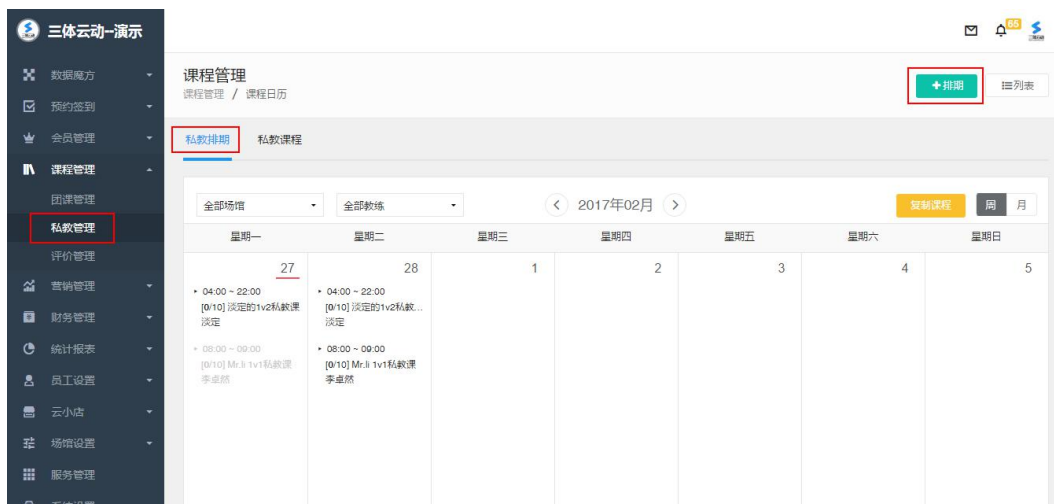 三体云动--演示
65
数据魔方
预约签到
会员管理
课程管理
团课管理
私教管理
评价管理
营销管理
财务管理
统计报表
员工设置
云小店
场馆设置
服务管理
课程管理
课程管理 / 课程日历
+排期
列表
私教排期 私教课程
全部场馆 全部教练 2017年02月 复制课程 周 月
星期一 星期二 星期三 星期四 星期五 星期六 星期日
27 28 1 2 3 4 5
04:00 ~ 22:00
[0/10] 淡定的1v2私教课
淡定
08:00 ~ 09:00
[0/10] Mr.li 1v1私教课
李卓然
04:00 ~ 22:00
[0/10] 淡定的1v2私教...
淡定
08:00 ~ 09:00
[0/10] Mr.li 1v1私教课
李卓然